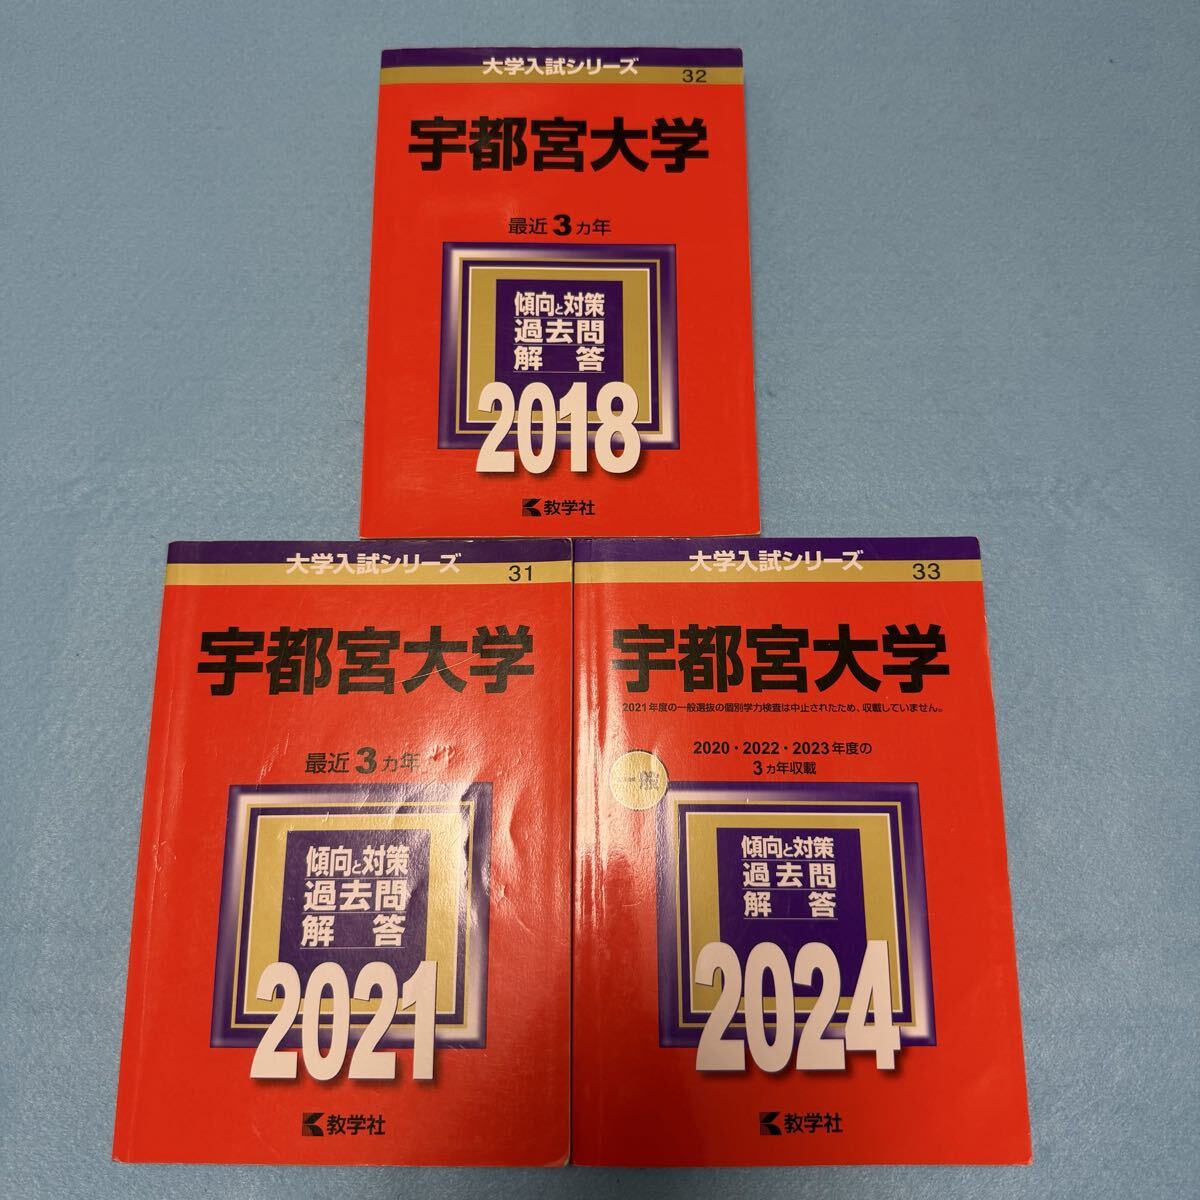 大学入試シリーズ
32
宇都宮大学
最近3ヵ年
傾向と対策
過去問
解答
2018
教学社
大学入試シリーズ
31
宇都宮大学
最近3ヵ年
傾向と対策
過去問
解答
2021
教学社
大学入試シリーズ
33
宇都宮大学
2021年度の一般選抜の個別学力検査は中止されたため、収載していません。
2020・2022・2023年度の
3ヵ年収載
傾向と対策
過去問
解答
2024
教学社